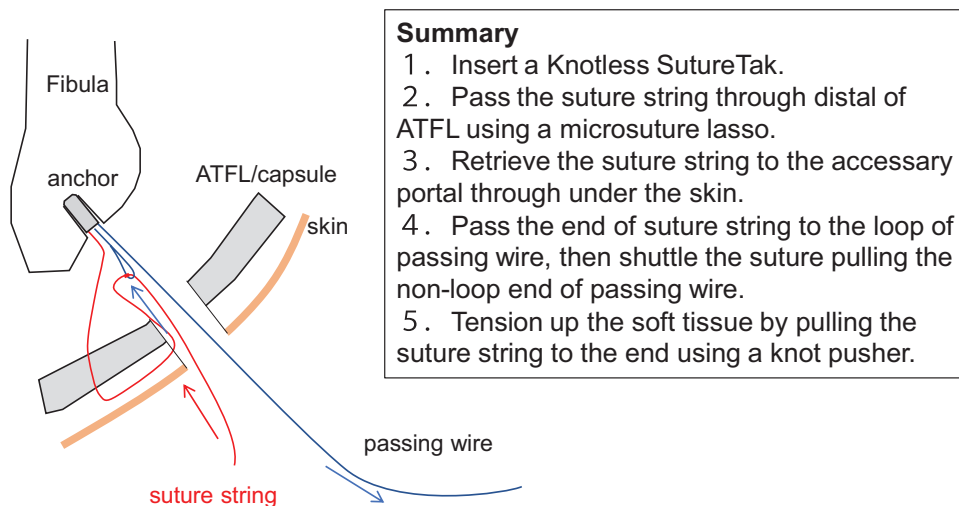 Fibula
anchor
ATFL/capsule
skin
passing wire
suture string
Summary
1. Insert a Knotless SutureTak.
2. Pass the suture string through distal of
ATFL using a microsuture lasso.
3. Retrieve the suture string to the accessary
portal through under the skin.
4. Pass the end of suture string to the loop of
passing wire, then shuttle the suture pulling the
non-loop end of passing wire.
5. Tension up the soft tissue by pulling the
suture string to the end using a knot pusher.